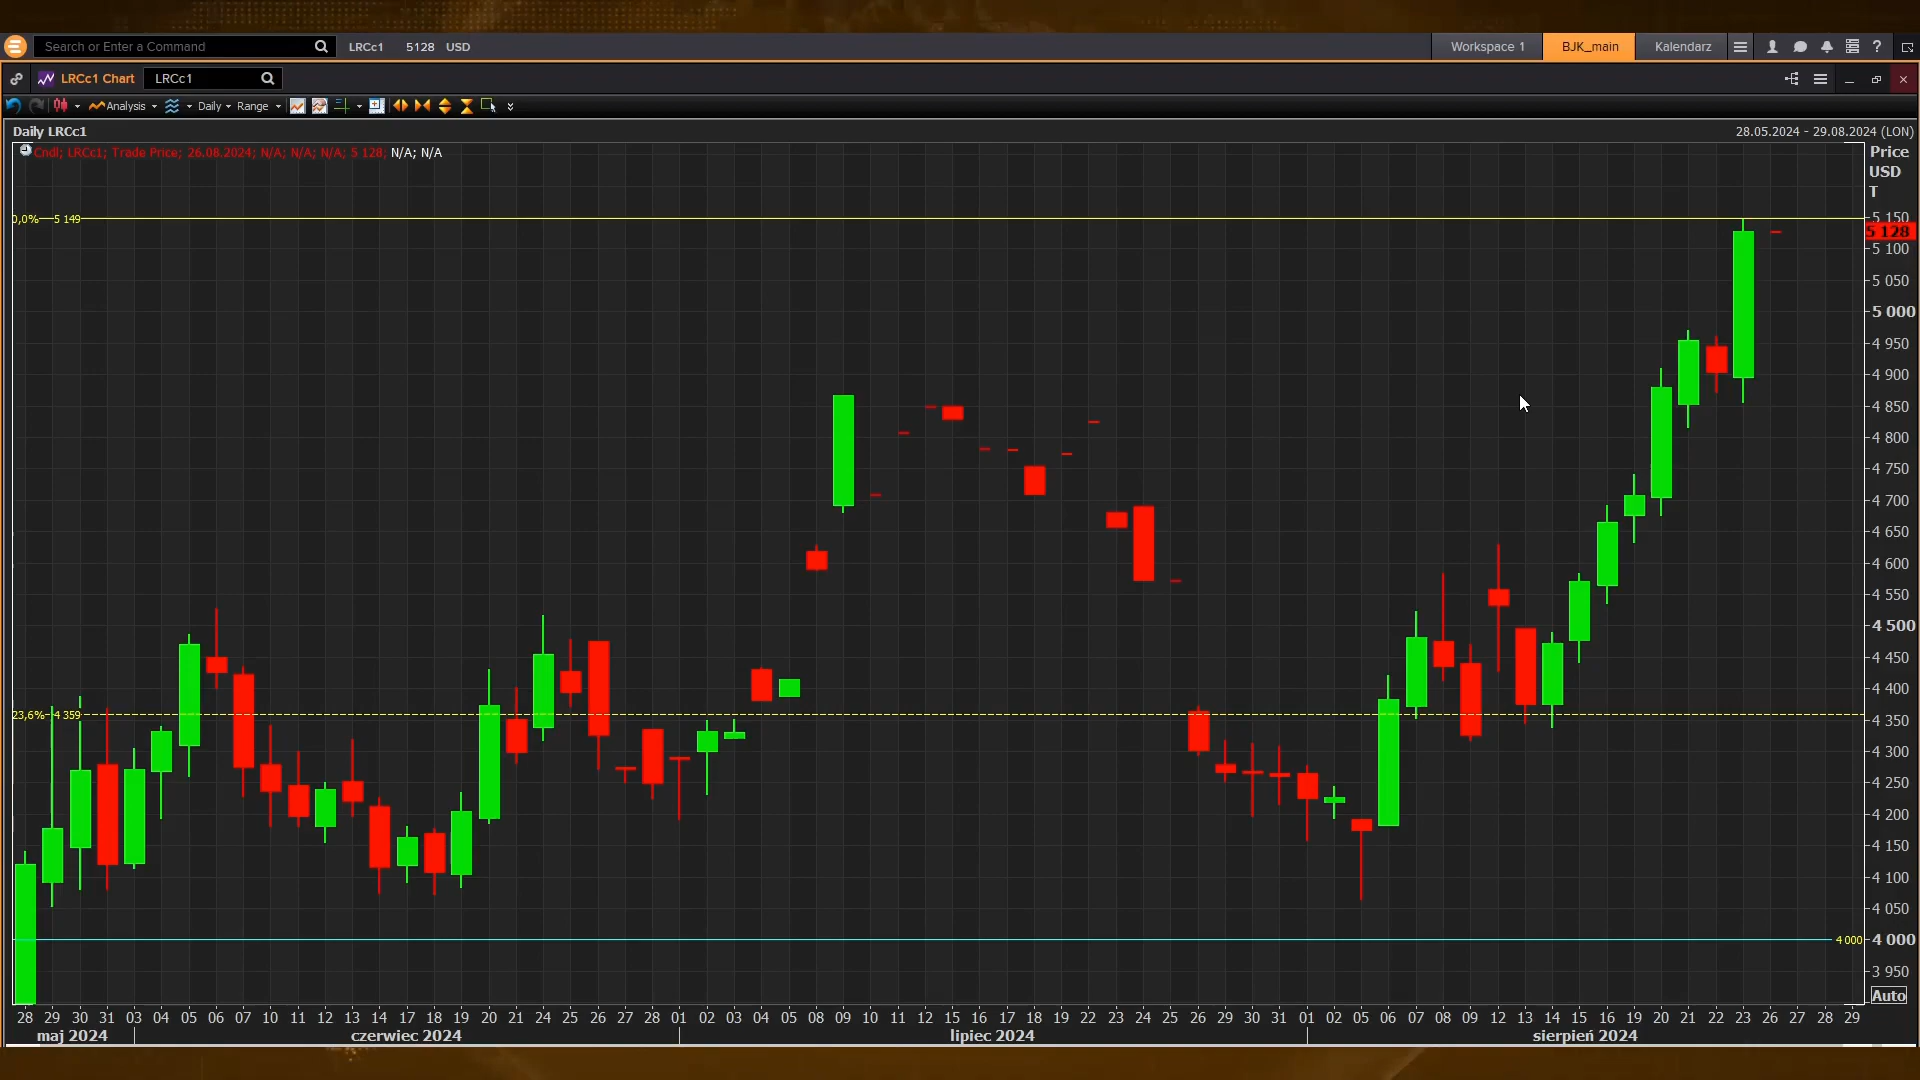 Search or Enter a Command LRCc1 5128 USD Workspace 1 BJK_main Kalendarz ?
LRCc1 Chart LRCc1
Analysis Daily Range
Daily LRCc1 28.05.2024 - 29.08.2024 (LON)
Cndl; LRCc1; Trade Price; 26.08.2024; N/A; N/A; N/A; 5 128; N/A; N/A
Price
USD
T
0,0% 5 149
5 150
5 128
5 100
5 050
5 000
4 950
4 900
4 850
4 800
4 750
4 700
4 650
4 600
4 550
4 500
4 450
4 400
23,6% 4 359
4 350
4 300
4 250
4 200
4 150
4 100
4 050
4 000 4 000
3 950
Auto
28 29 30 31 03 04 05 06 07 10 11 12 13 14 17 18 19 20 21 24 25 26 27 28 01 02 03 04 05 08 09 10 11 12 15 16 17 18 19 22 23 24 25 26 29 30 31 01 02 05 06 07 08 09 12 13 14 15 16 19 20 21 22 23 26 27 28 29
maj 2024 czerwiec 2024 lipiec 2024 sierpień 2024